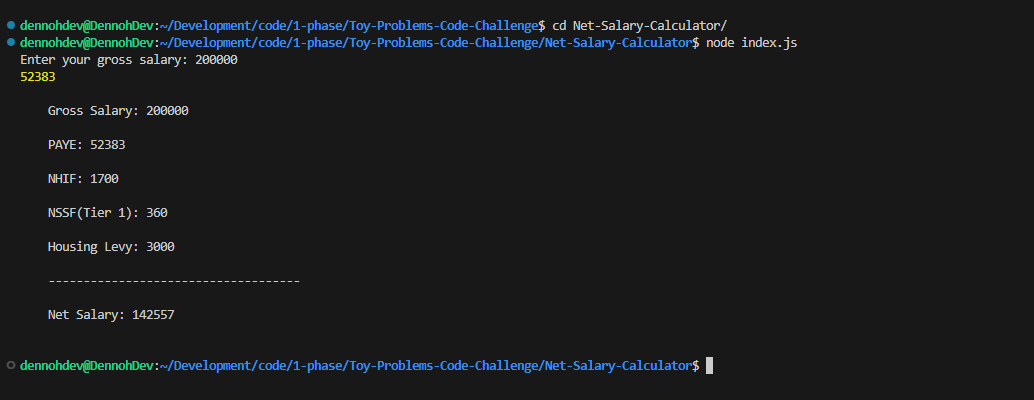 dennohdev@DennohDev:~/Development/code/1-phase/Toy-Problems-Code-Challenge$ cd Net-Salary-Calculator/
dennohdev@DennohDev:~/Development/code/1-phase/Toy-Problems-Code-Challenge/Net-Salary-Calculator$ node index.js
Enter your gross salary: 200000
52383
Gross Salary: 200000
PAYE: 52383
NHIF: 1700
NSSF(Tier 1): 360
Housing Levy: 3000
------------------------------------
Net Salary: 142557
dennohdev@DennohDev:~/Development/code/1-phase/Toy-Problems-Code-Challenge/Net-Salary-Calculator$